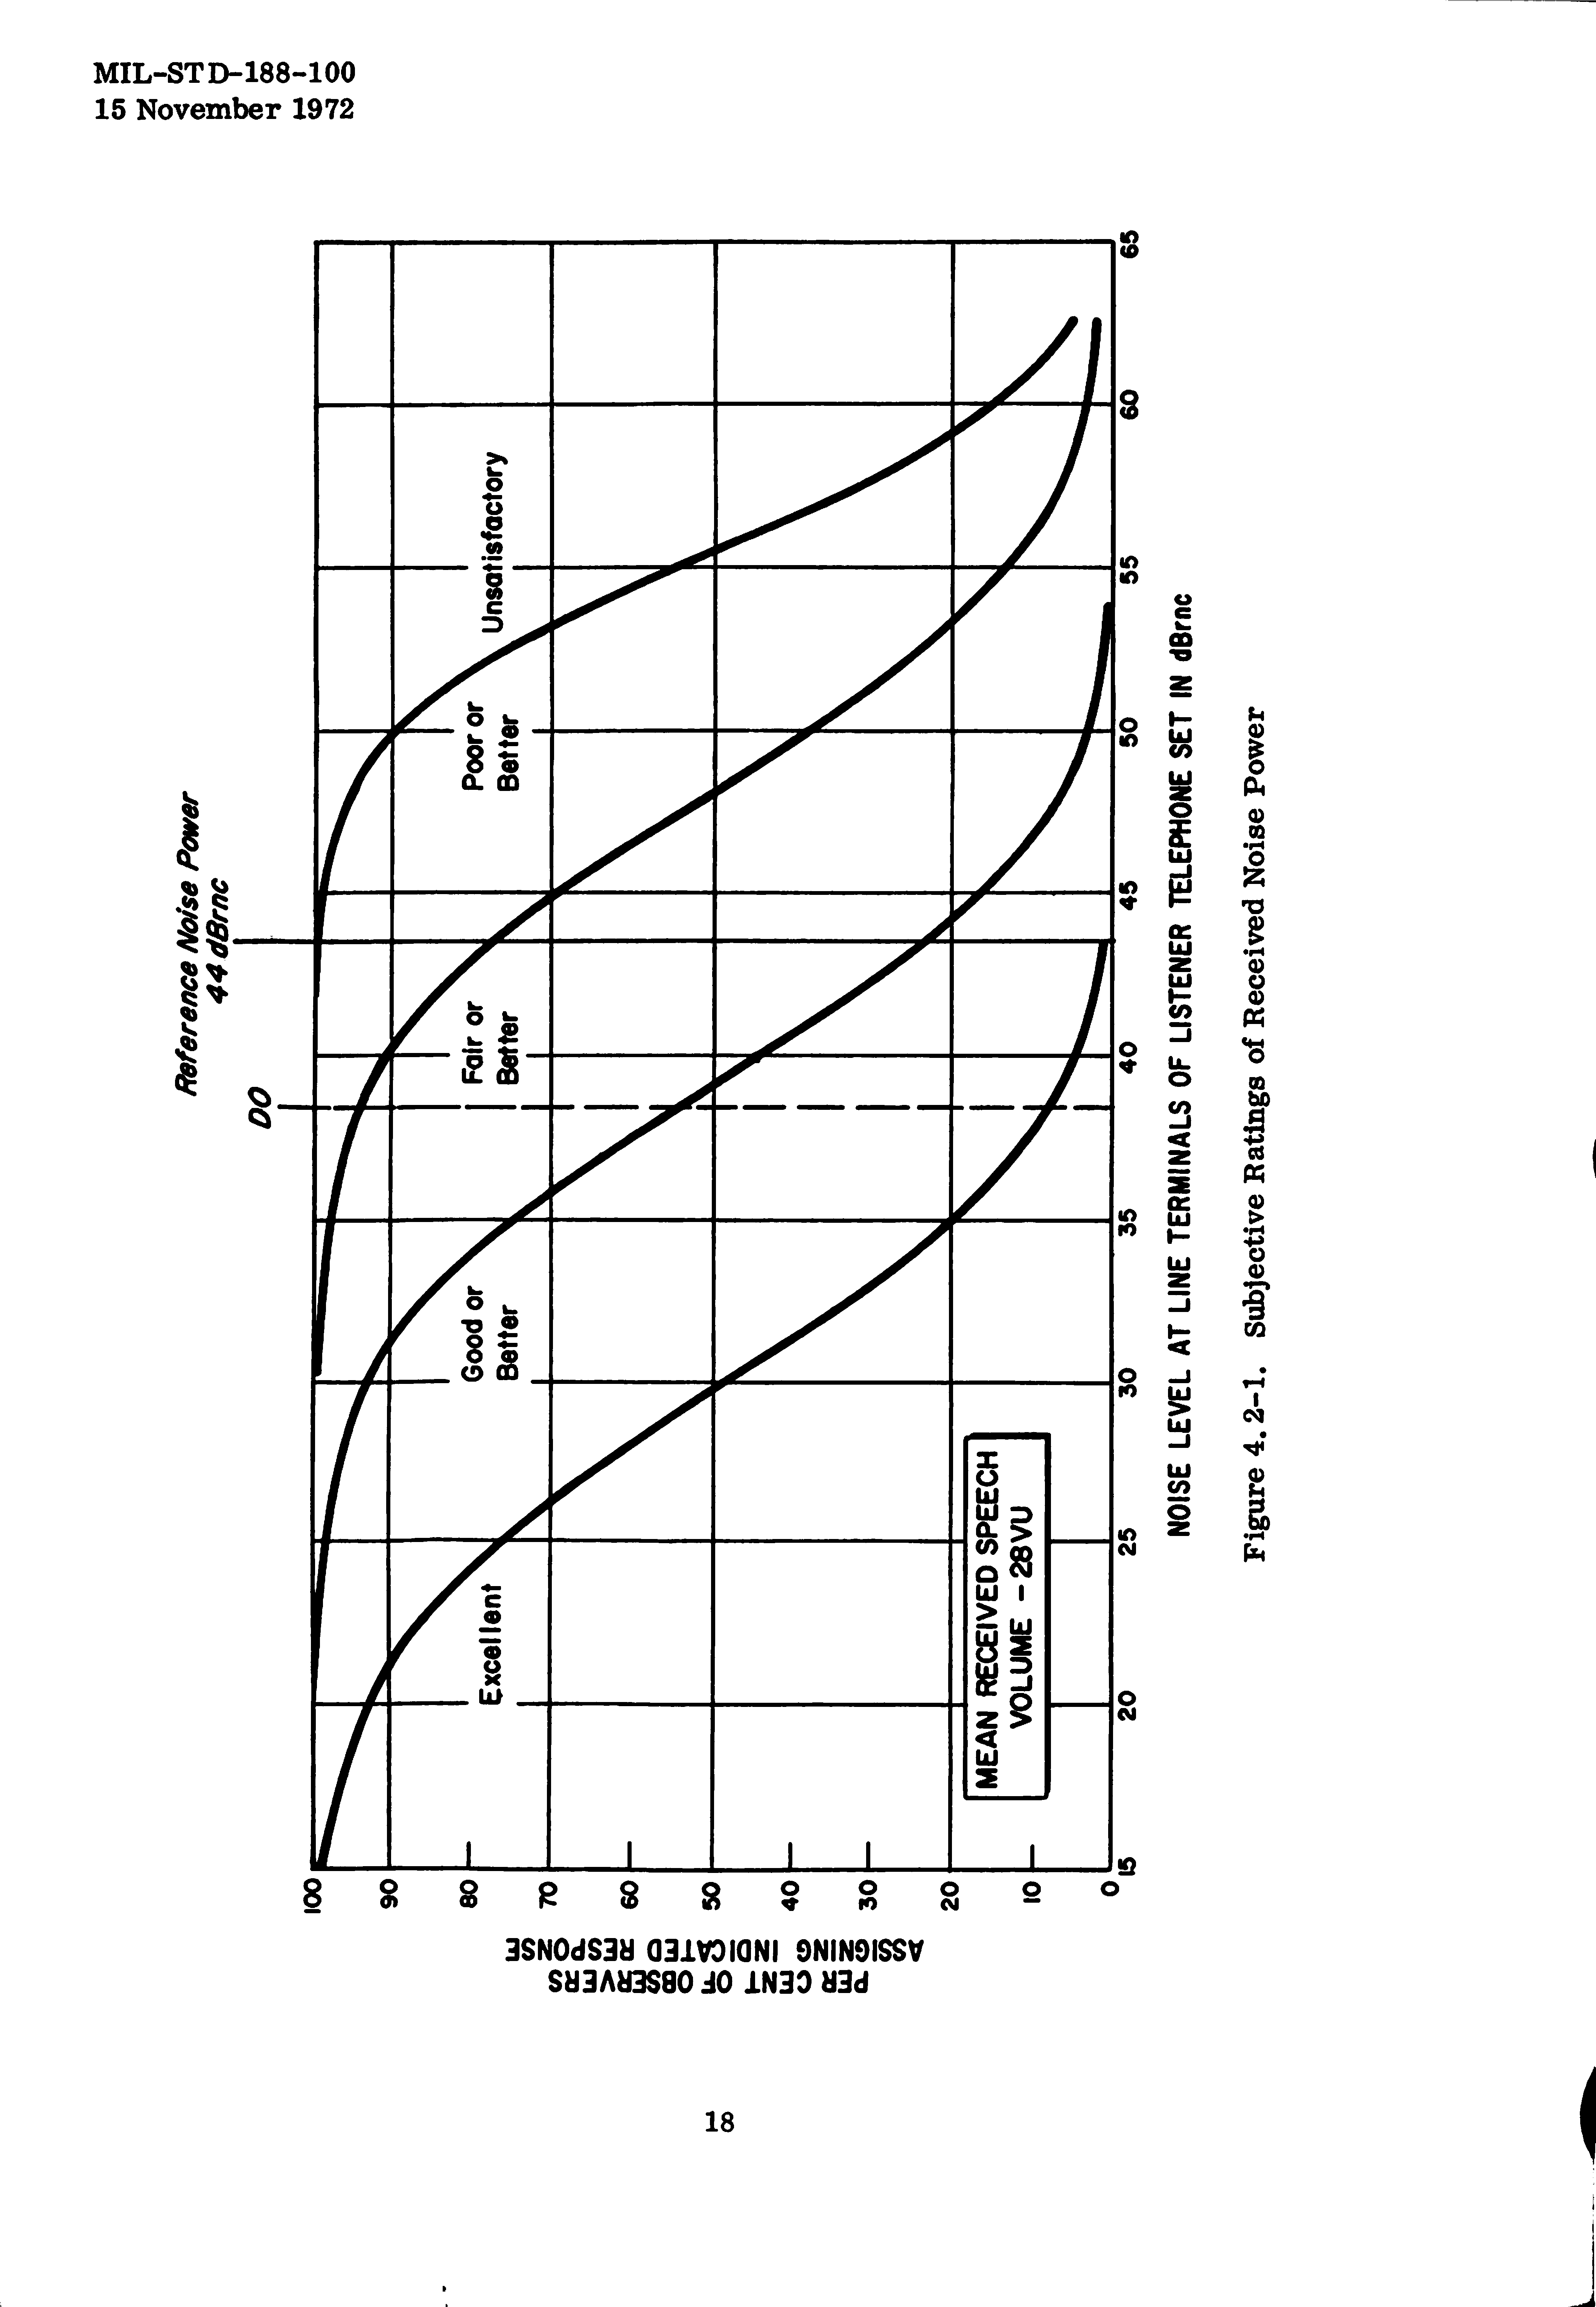 MIL-STD-188-100
15 November 1972
Reference Noise Power
44 dBrnc
DO
Excellent
Good or
Better
Fair or
Better
Poor or
Better
Unsatisfactory
PER CENT OF OBSERVERS
ASSIGNING INDICATED RESPONSE
100
90
80
70
60
50
40
30
20
10
0
MEAN RECEIVED SPEECH
VOLUME -28VU
15
20
25
30
35
40
45
50
55
60
65
NOISE LEVEL AT LINE TERMINALS OF LISTENER TELEPHONE SET IN dBrnc
Figure 4.2-1. Subjective Ratings of Received Noise Power
18